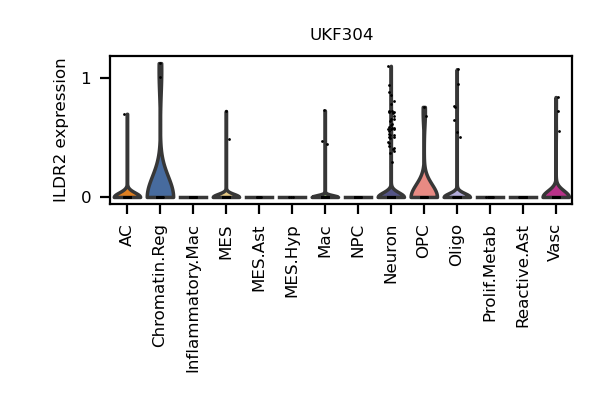 UKF304
ILDR2 expression
1
0
AC
Chromatin.Reg
Inflammatory.Mac
MES
MES.Ast
MES.Hyp
Mac
NPC
Neuron
OPC
Oligo
Prolif.Metab
Reactive.Ast
Vasc